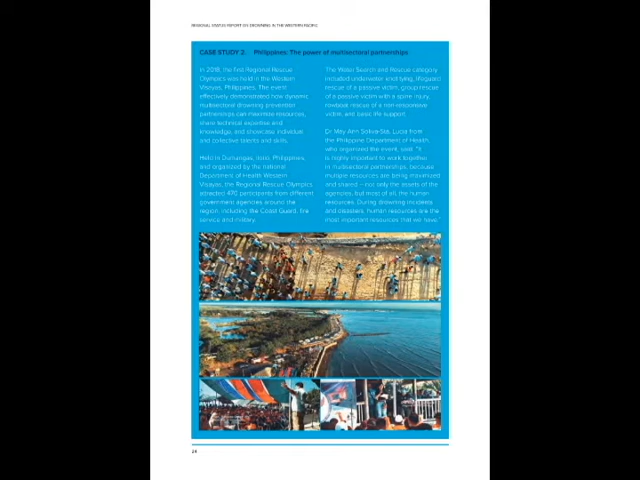 REGIONAL STATUS REPORT ON DROWNING IN THE WESTERN PACIFIC
CASE STUDY 2. Philippines: The power of multisectoral partnerships
In 2018, the first Regional Rescue
Olympics was held in the Western
Visayas, Philippines. The event
effectively demonstrated how dynamic
multisectoral drowning prevention
partnerships can maximise resources,
share technical expertise and
knowledge, and showcase individual
and collective talents and skills.
Held in Dumangas, Iloilo, Philippines,
and organized by the national
Department of Health Western
Visayas, the Regional Rescue Olympics
attracted 470 participants from different
government agencies around the
region, including the Coast Guard, fire
service and military.
The Water Search and Rescue category
included underwater knot tying, lifeguard
rescue of a passive victim, group rescue
of a passive victim with a spine injury,
rowboat rescue of a non-responsive
victim, and basic life support.
Dr May Ann Soliva-Sta. Lucia from
the Philippine Department of Health,
who organized the event, said: "It
is highly important to work together
in multisectoral partnerships, because
multiple resources are being maximized
and shared – not only the assets of the
agencies, but most of all, the human
resources. During drowning incidents
and disasters, human resources are the
most important resources that we have."
24